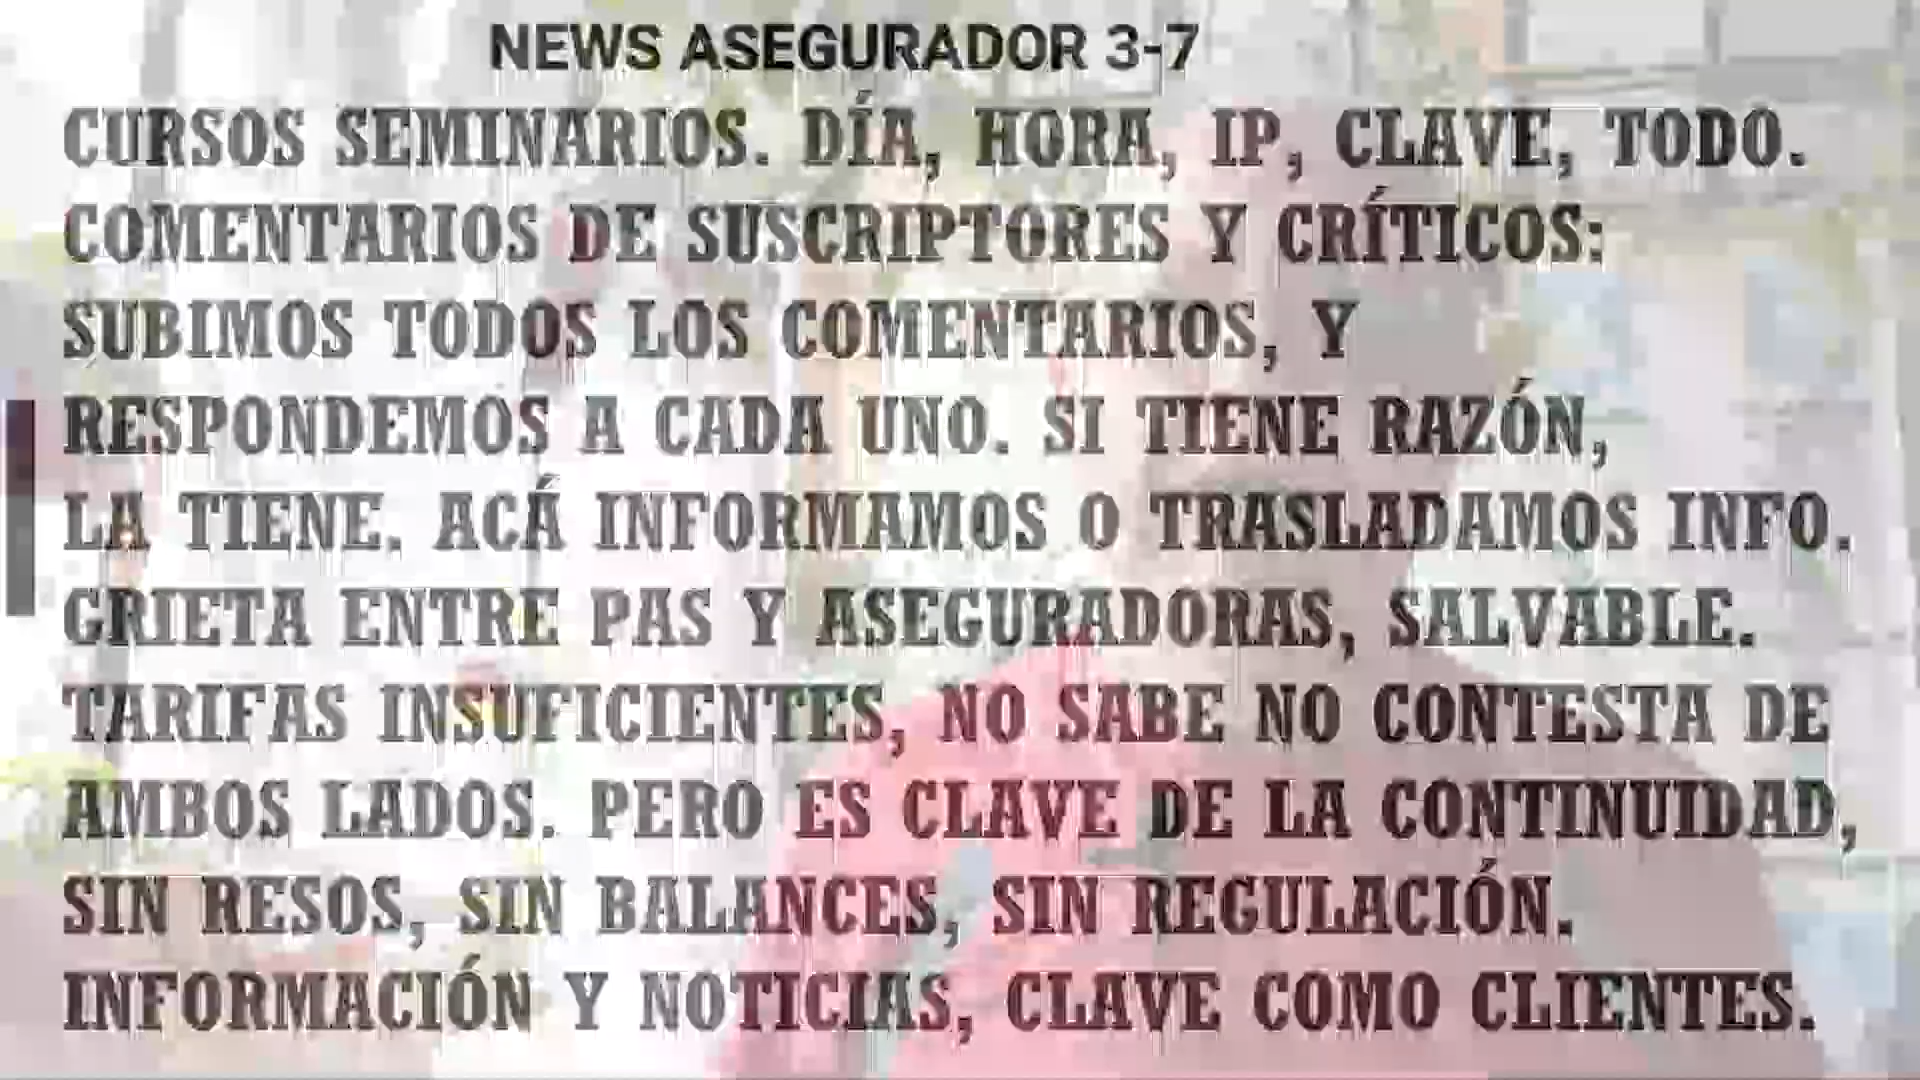 NEWS ASEGURADOR 3-7
CURSOS SEMINARIOS. DÍA, HORA, IP, CLAVE, TODO.
COMENTARIOS DE SUSCRIPTORES Y CRÍTICOS:
SUBIMOS TODOS LOS COMENTARIOS, Y
RESPONDEMOS A CADA UNO. SI TIENE RAZÓN,
LA TIENE. ACÁ INFORMAMOS O TRASLADAMOS INFO.
GRIETA ENTRE PAS Y ASEGURADORAS, SALVABLE.
TARIFAS INSUFICIENTES, NO SABE NO CONTESTA DE
AMBOS LADOS. PERO ES CLAVE DE LA CONTINUIDAD,
SIN RESOS, SIN BALANCES, SIN REGULACIÓN.
INFORMACIÓN Y NOTICIAS, CLAVE COMO CLIENTES.